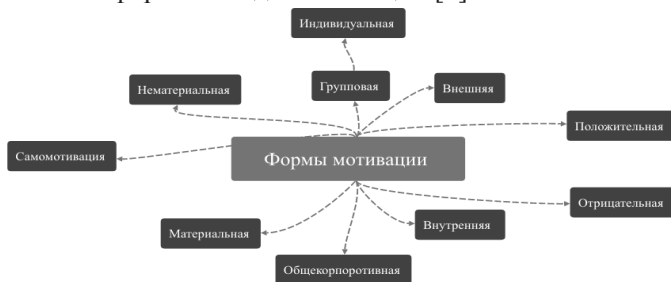 Индивидуальная
Нематериальная
Групповая
Внешняя
Положительная
Самомотивация
Формы мотивации
Отрицательная
Материальная
Внутренняя
Общекорпоротивная